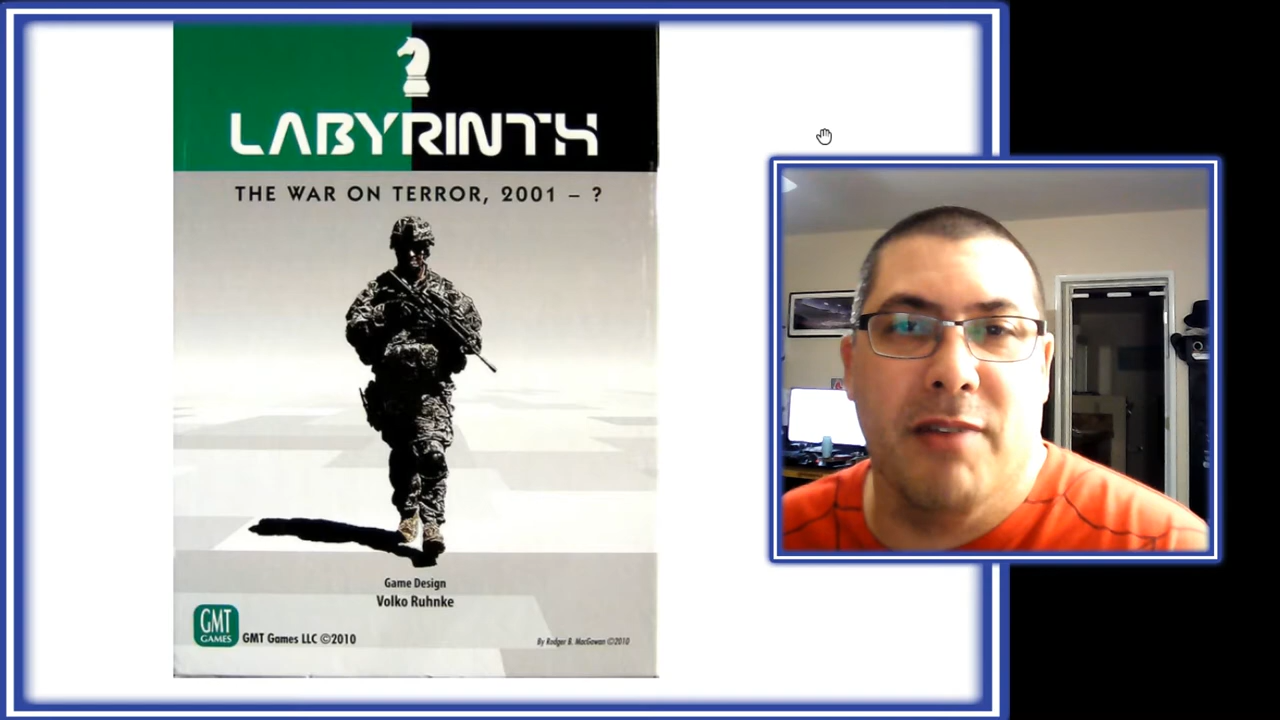 LABYRINTH
THE WAR ON TERROR, 2001 – ?
Game Design
Volko Ruhnke
GMT
GAMES
GMT Games LLC ©2010
By Rodger B. MacGowan ©2010